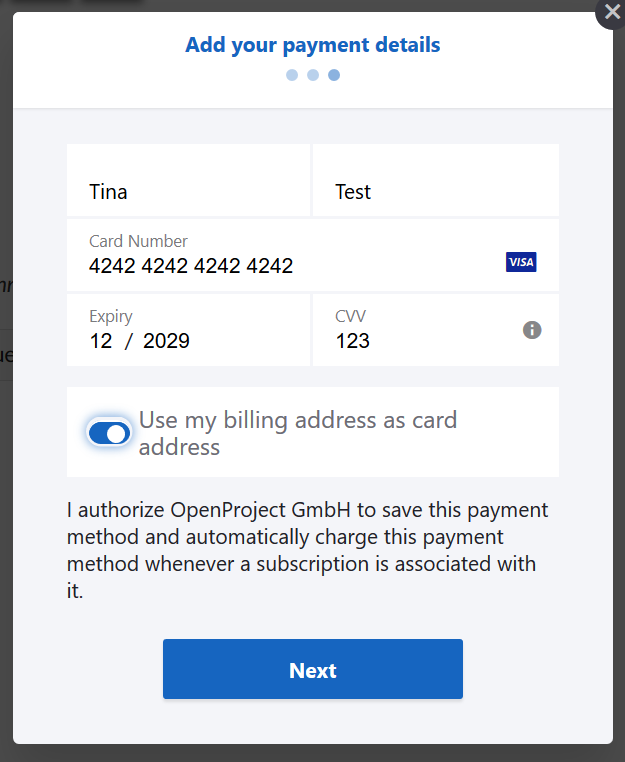 Add your payment details
Tina
Test
Card Number
4242 4242 4242 4242
VISA
Expiry
12 / 2029
CVV
123
Use my billing address as card
address
I authorize OpenProject GmbH to save this payment
method and automatically charge this payment
method whenever a subscription is associated with
it.
Next